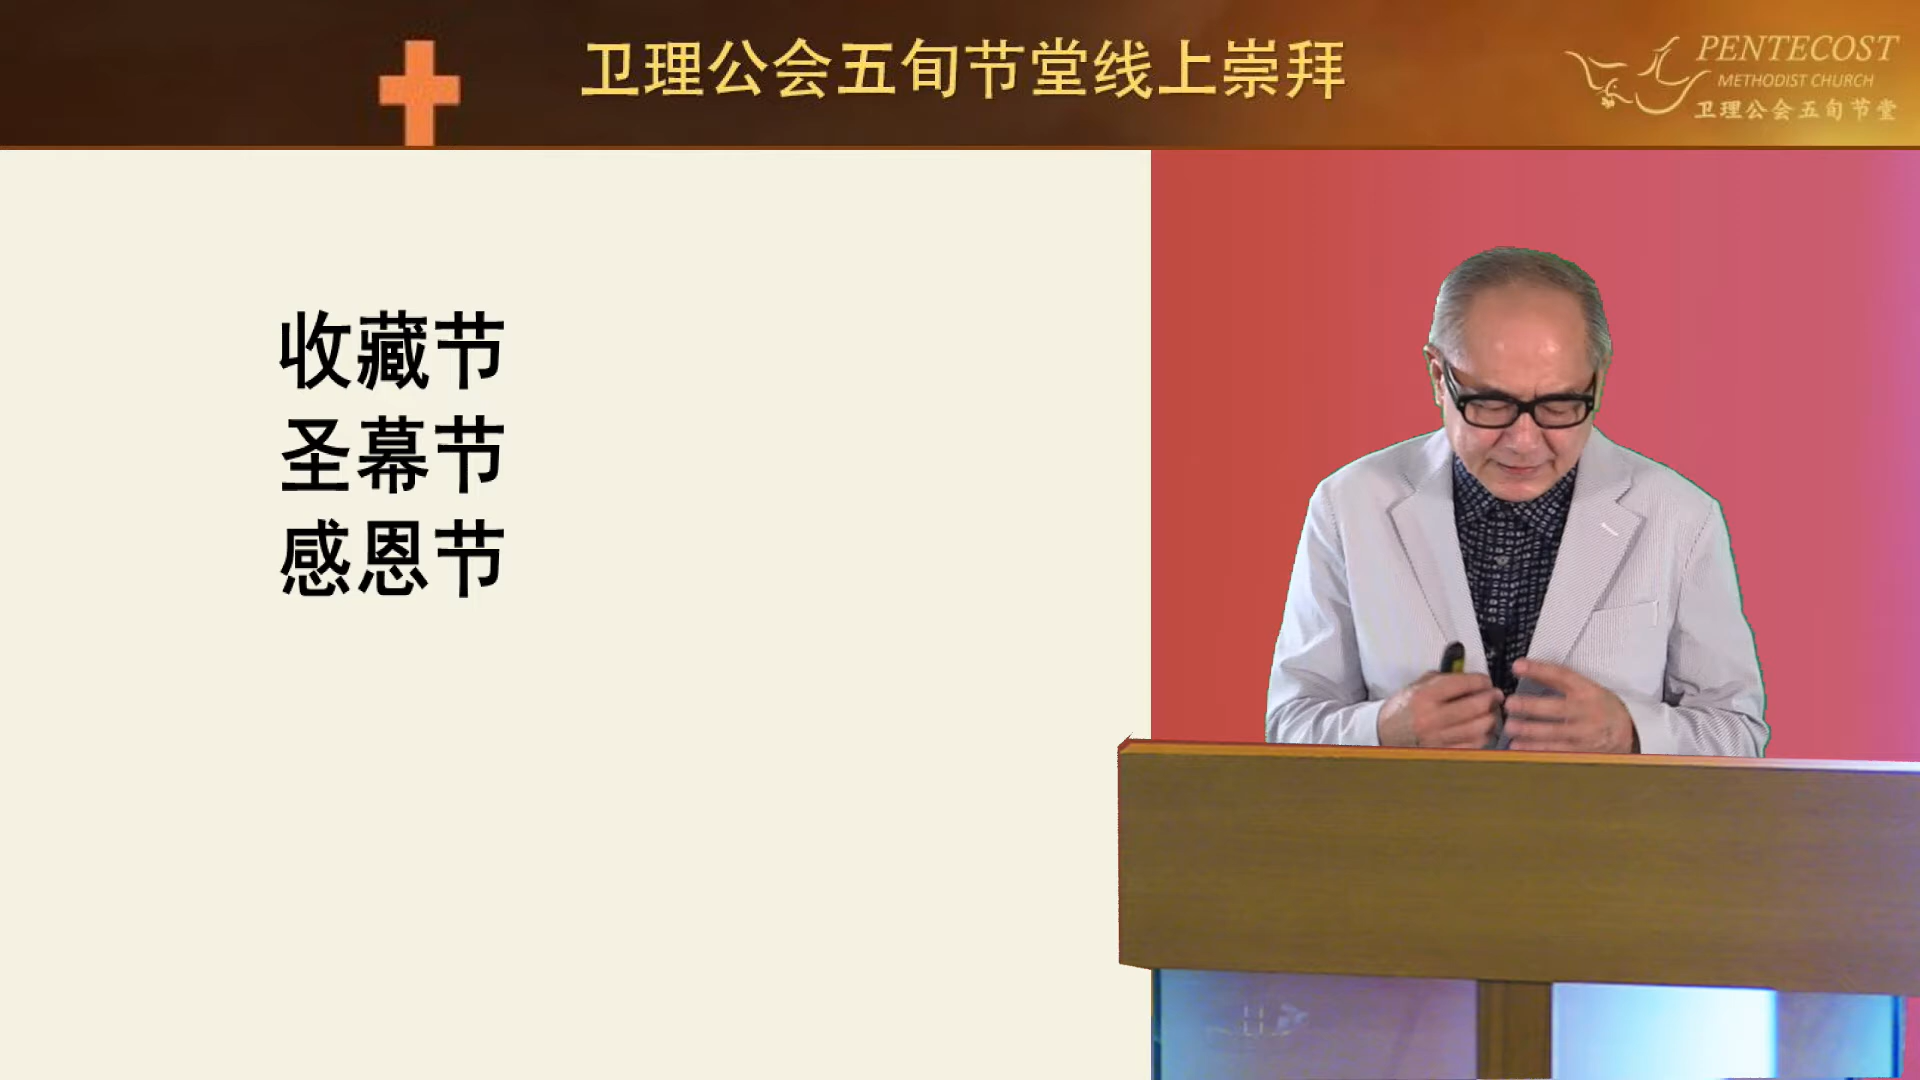 卫理公会五旬节堂线上崇拜
PENTECOST
METHODIST CHURCH
卫理公会五旬节堂
收藏节
圣幕节
感恩节